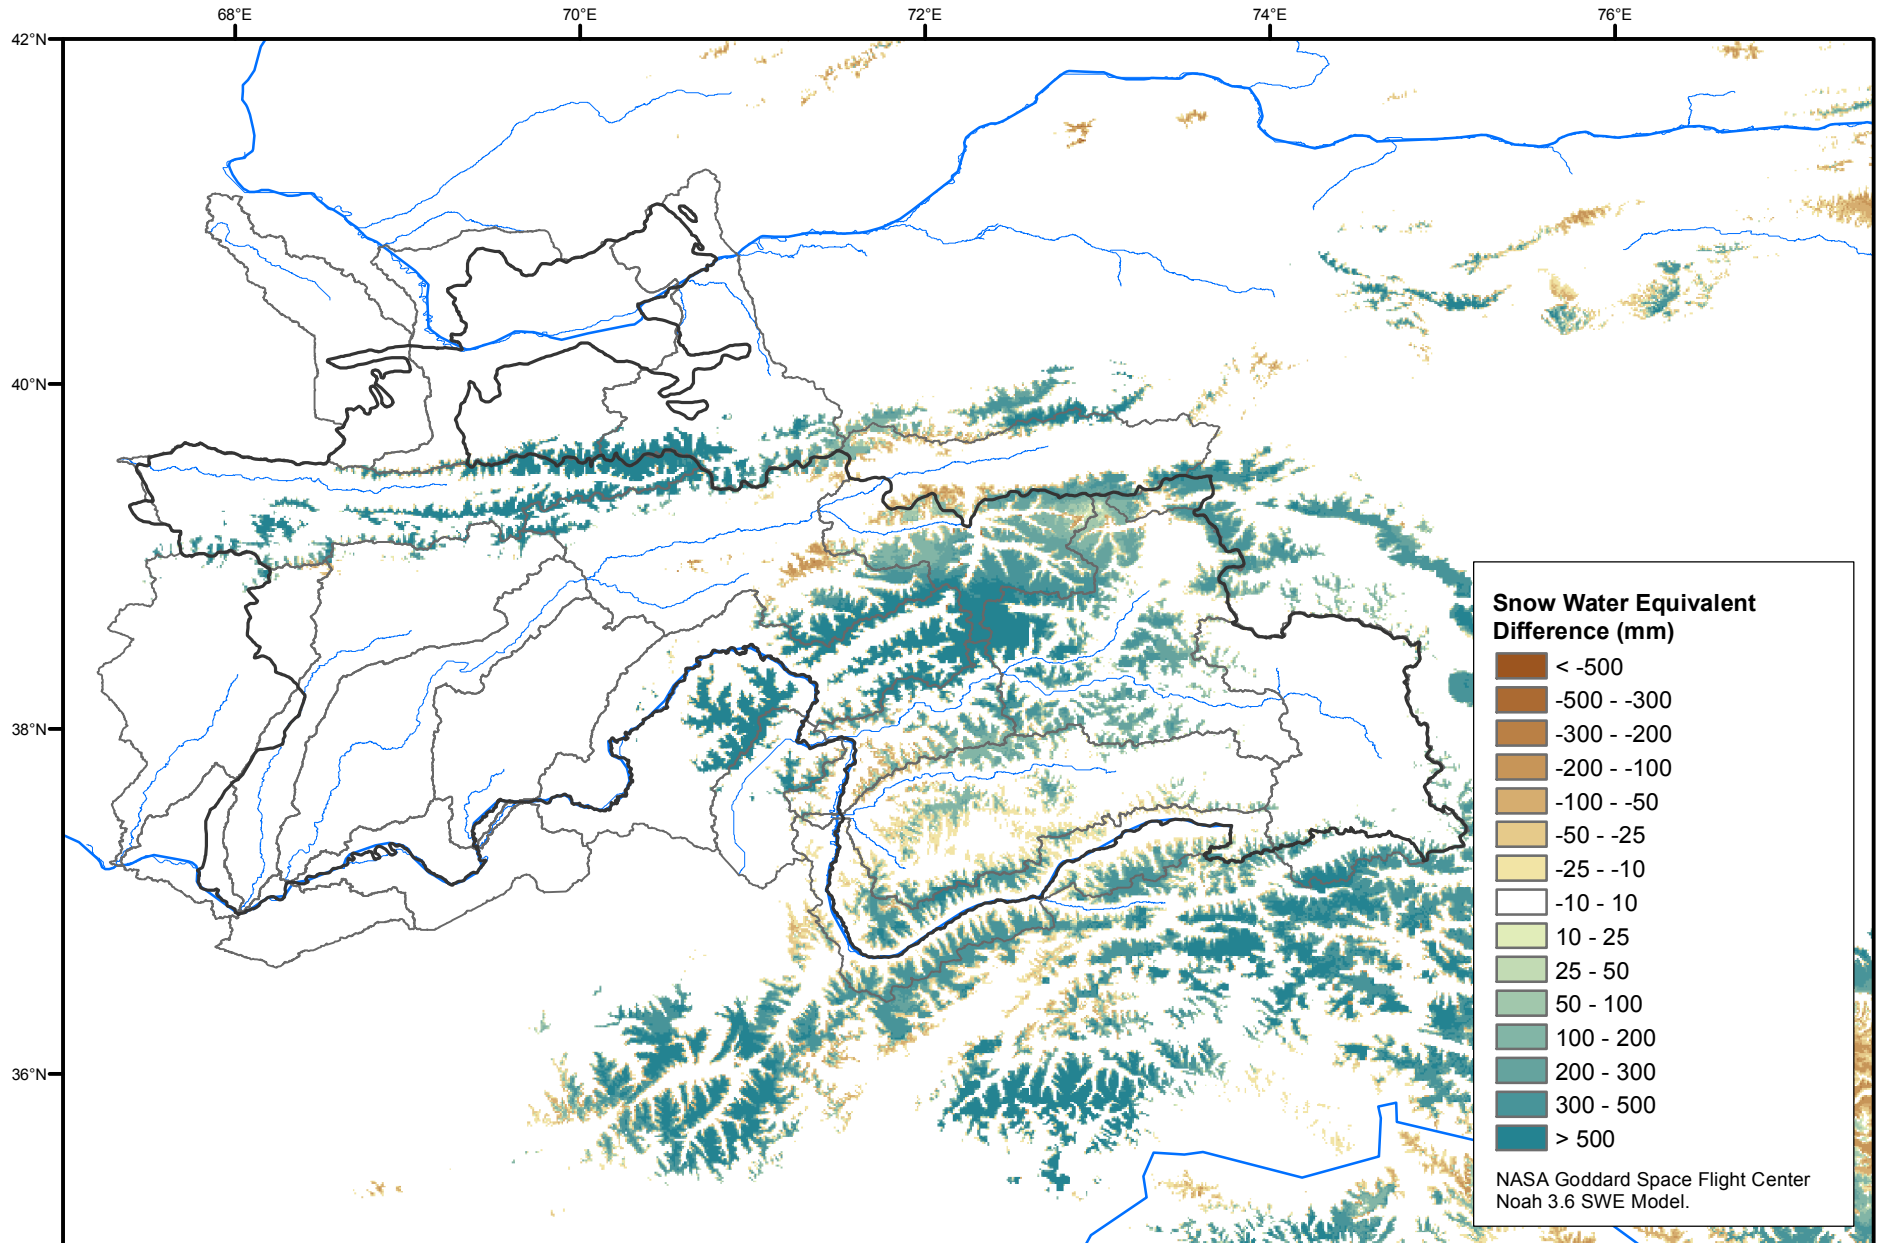 68°E
70°E
72°E
74°E
76°E
42°N
40°N
38°N
36°N
Snow Water Equivalent
Difference (mm)
< -500
-500 - -300
-300 - -200
-200 - -100
-100 - -50
-50 - -25
-25 - -10
-10 - 10
10 - 25
25 - 50
50 - 100
100 - 200
200 - 300
300 - 500
> 500
NASA Goddard Space Flight Center
Noah 3.6 SWE Model.